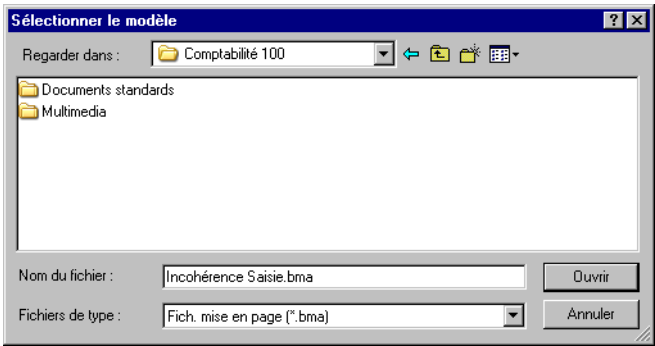 Sélectionner le modèle
Regarder dans : Comptabilité 100
Documents standards
Multimedia
Nom du fichier : Incohérence Saisie.bma Ouvrir
Fichiers de type : Fich. mise en page (*.bma) Annuler